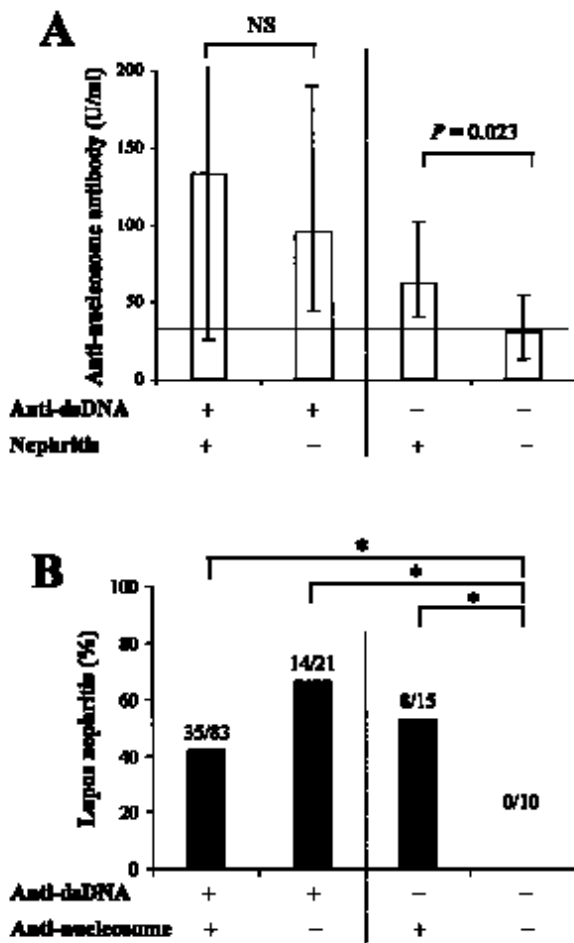 A
NS
200
P = 0.023
150
100
50
0
Anti-nucleosome antibody (U/ml)
Anti-dsDNA + + − −
Nephritis + − + −
B
*
*
*
100
80
60
40
20
0
Lupus nephritis (%)
35/83
14/21
8/15
0/10
Anti-dsDNA + + − −
Anti-nucleosome + − + −